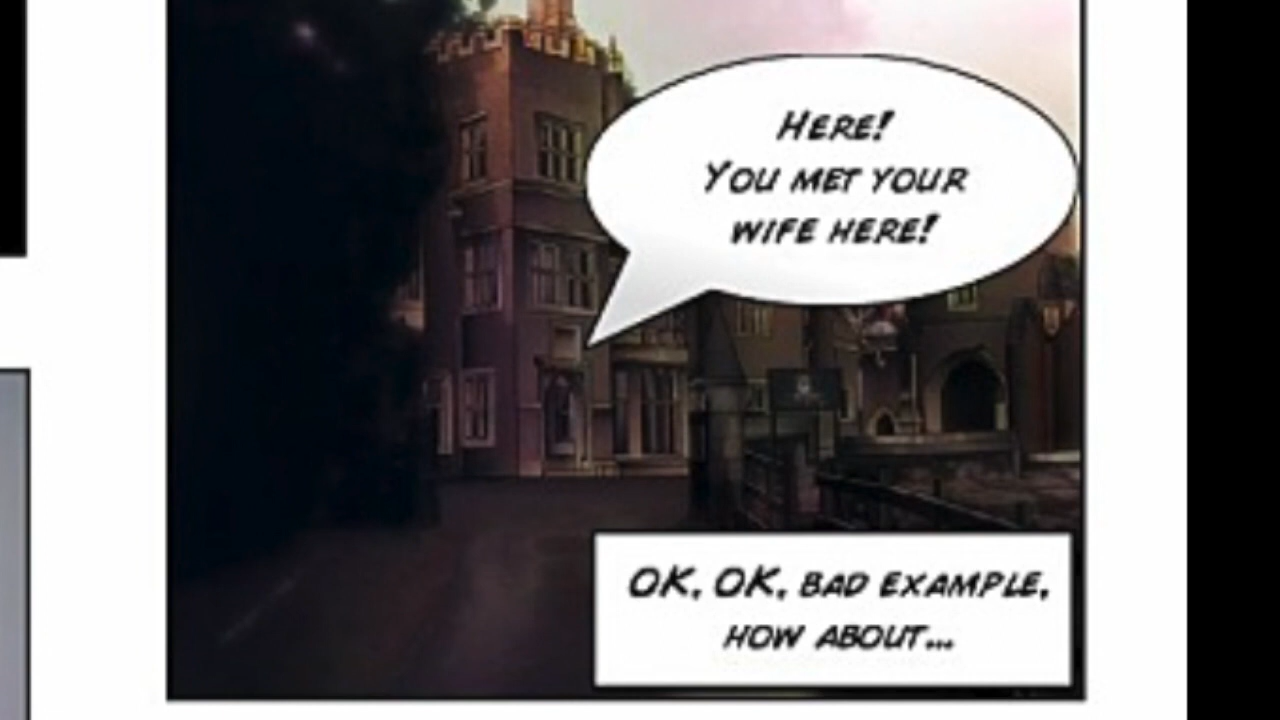 HERE!
YOU MET YOUR
WIFE HERE!
OK, OK, BAD EXAMPLE,
HOW ABOUT...